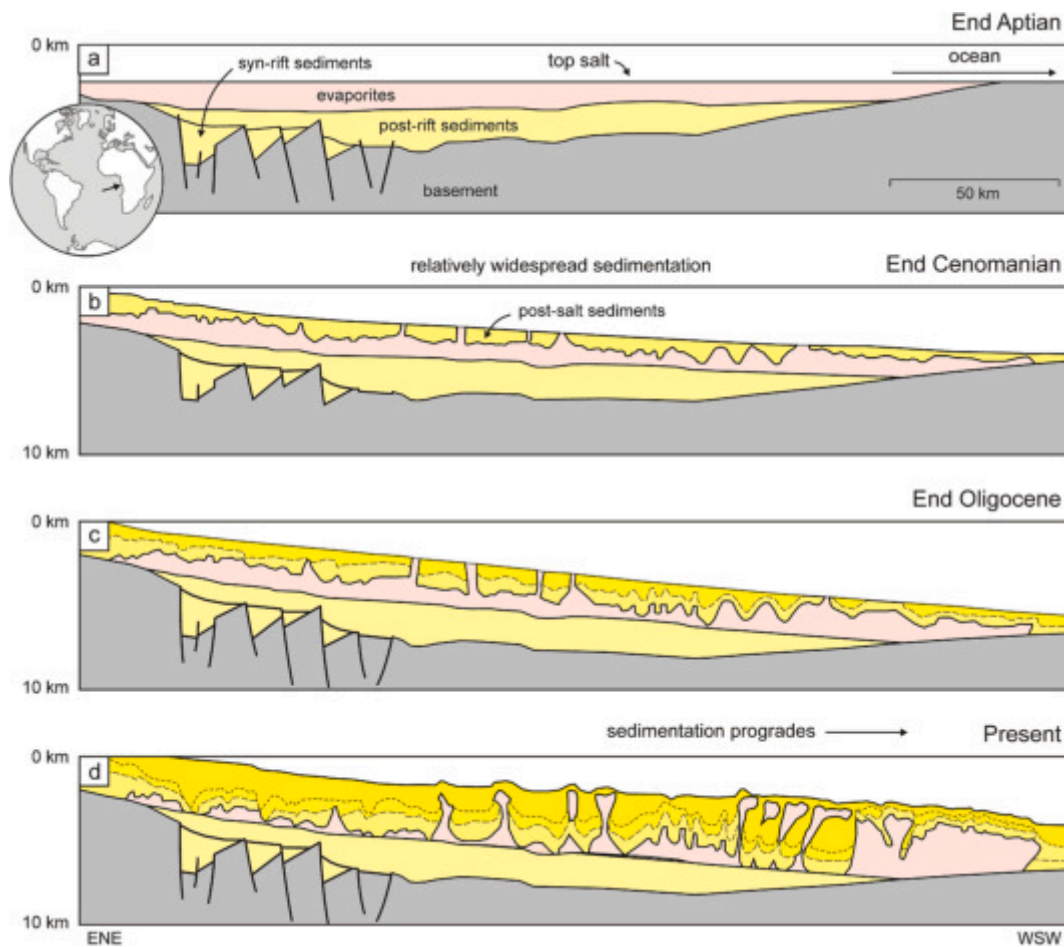 End Aptian
0 km
a
syn-rift sediments
top salt
ocean
evaporites
post-rift sediments
basement
50 km
relatively widespread sedimentation
End Cenomanian
0 km
b
post-salt sediments
10 km
End Oligocene
0 km
c
10 km
sedimentation progrades
Present
0 km
d
10 km
ENE
WSW